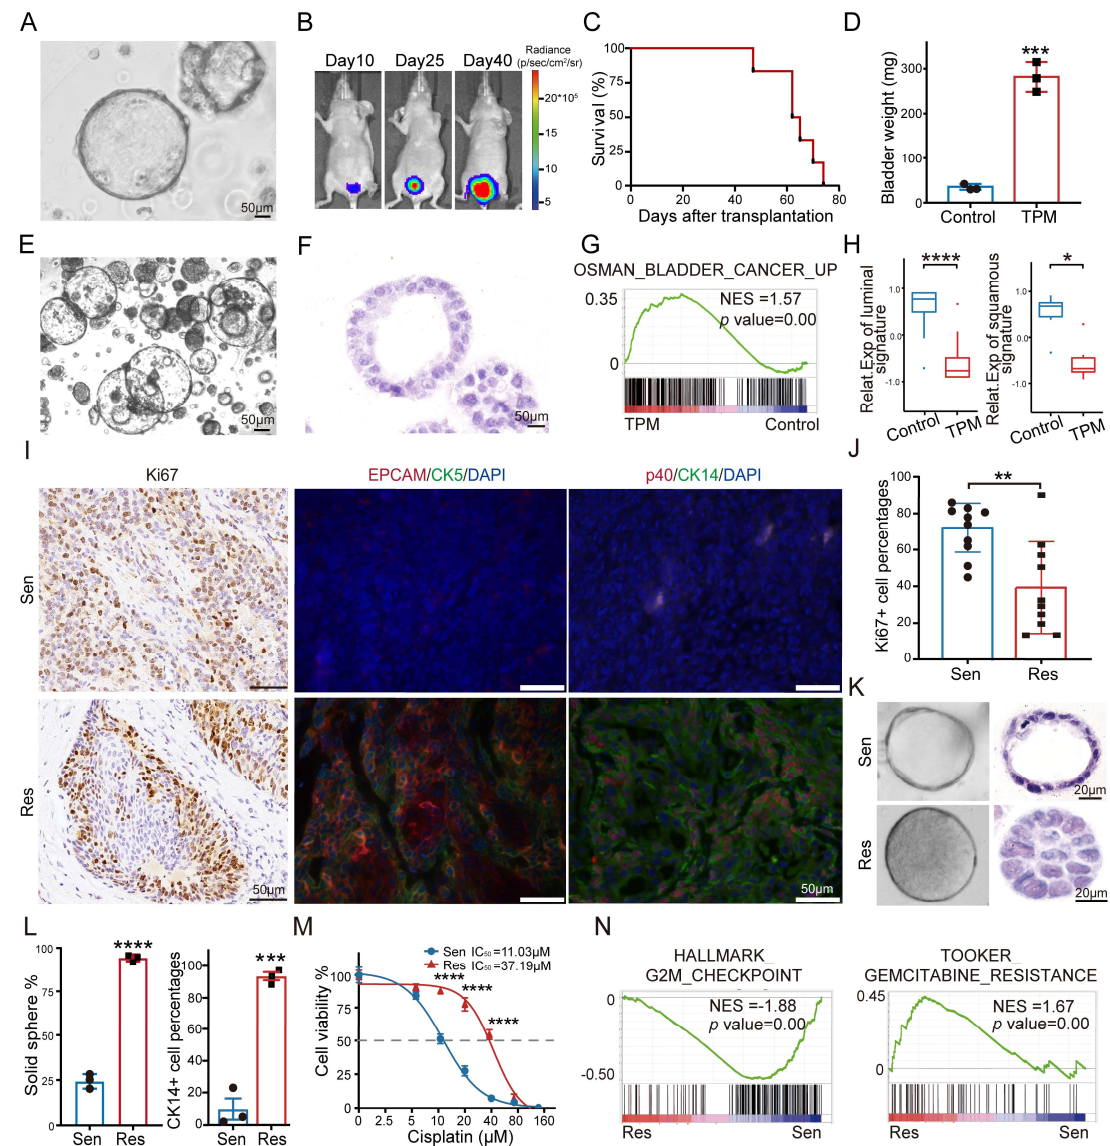 A
50μm
B
Day10
Day25
Day40
Radiance
(p/sec/cm²/sr)
20*10⁵
15
10
5
C
Survival (%)
100
75
50
25
0
0 20 40 60 80
Days after transplantation
D
Bladder weight (mg)
300
200
100
0
***
Control TPM
E
50μm
F
50μm
G
OSMAN_BLADDER_CANCER_UP
0.35
0
NES =1.57
p value=0.00
TPM Control
H
Relat.Exp of luminal
signature
1.0
0.0
-1.0
****
Control TPM
Relat.Exp of squamous
signature
1.0
0.0
-1.0
*
Control TPM
I
Ki67
EPCAM/CK5/DAPI
p40/CK14/DAPI
Sen
Res
50μm
50μm
J
Ki67+ cell percentages
100
80
60
40
20
0
**
Sen Res
K
Sen
20μm
Res
20μm
L
Solid sphere %
100
75
50
25
0
****
Sen Res
CK14+ cell percentages
100
80
60
40
20
0
***
Sen Res
M
Cell viability %
100
75
50
25
0
Sen IC₅₀ =11.03μM
Res IC₅₀ =37.19μM
****
****
****
0 2.5 5 10 20 40 80 160
Cisplatin (μM)
N
HALLMARK_
G2M_CHECKPOINT
0
-0.50
NES =-1.88
p value=0.00
Res Sen
TOOKER_
GEMCITABINE_RESISTANCE
0.45
0
NES =1.67
p value=0.00
Res Sen